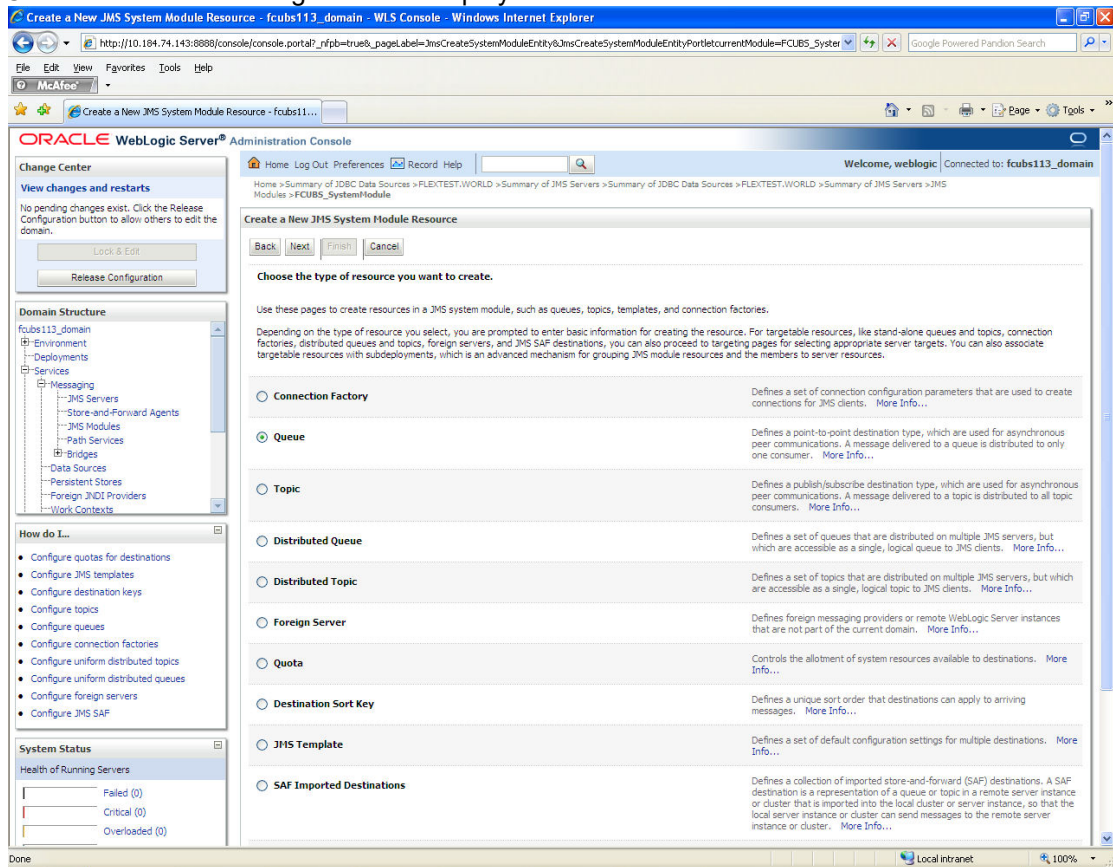 Create a New JMS System Module Resource - fcubs113_domain - WLS Console - Windows Internet Explorer
http://10.184.74.143:8888/console/console.portal?_nfpb=true&_pageLabel=JmsCreateSystemModuleEntity&JmsCreateSystemModuleEntityPortletcurrentModule=FCUBS_System
Google Powered Pandion Search
File Edit View Favorites Tools Help
McAfee
Create a New JMS System Module Resource - fcubs11...
Page Tools
ORACLE WebLogic Server® Administration Console
Change Center
View changes and restarts
No pending changes exist. Click the Release
Configuration button to allow others to edit the
domain.
Lock & Edit
Release Configuration
Domain Structure
fcubs113_domain
Environment
Deployments
Services
Messaging
JMS Servers
Store-and-Forward Agents
JMS Modules
Path Services
Bridges
Data Sources
Persistent Stores
Foreign JNDI Providers
Work Contexts
How do I...
Configure quotas for destinations
Configure JMS templates
Configure destination keys
Configure topics
Configure queues
Configure connection factories
Configure uniform distributed topics
Configure uniform distributed queues
Configure foreign servers
Configure JMS SAF
System Status
Health of Running Servers
Failed (0)
Critical (0)
Overloaded (0)
Home Log Out Preferences Record Help
Welcome, weblogic Connected to: fcubs113_domain
Home >Summary of JDBC Data Sources >FLEXTEST.WORLD >Summary of JMS Servers >Summary of JDBC Data Sources >FLEXTEST.WORLD >Summary of JMS Servers >JMS
Modules >FCUBS_SystemModule
Create a New JMS System Module Resource
Back Next Finish Cancel
Choose the type of resource you want to create.
Use these pages to create resources in a JMS system module, such as queues, topics, templates, and connection factories.
Depending on the type of resource you select, you are prompted to enter basic information for creating the resource. For targetable resources, like stand-alone queues and topics, connection
factories, distributed queues and topics, foreign servers, and JMS SAF destinations, you can also proceed to targeting pages for selecting appropriate server targets. You can also associate
targetable resources with subdeployments, which is an advanced mechanism for grouping JMS module resources and the members to server resources.
Connection Factory
Defines a set of connection configuration parameters that are used to create
connections for JMS clients. More Info...
Queue
Defines a point-to-point destination type, which are used for asynchronous
peer communications. A message delivered to a queue is distributed to only
one consumer. More Info...
Topic
Defines a publish/subscribe destination type, which are used for asynchronous
peer communications. A message delivered to a topic is distributed to all topic
consumers. More Info...
Distributed Queue
Defines a set of queues that are distributed on multiple JMS servers, but
which are accessible as a single, logical queue to JMS clients. More Info...
Distributed Topic
Defines a set of topics that are distributed on multiple JMS servers, but which
are accessible as a single, logical topic to JMS clients. More Info...
Foreign Server
Defines foreign messaging providers or remote WebLogic Server instances
that are not part of the current domain. More Info...
Quota
Controls the allotment of system resources available to destinations. More
Info...
Destination Sort Key
Defines a unique sort order that destinations can apply to arriving
messages. More Info...
JMS Template
Defines a set of default configuration settings for multiple destinations. More
Info...
SAF Imported Destinations
Defines a collection of imported store-and-forward (SAF) destinations. A SAF
destination is a representation of a queue or topic in a remote server instance
or cluster that is imported into the local cluster or server instance, so that the
local server instance or cluster can send messages to the remote server
instance or cluster. More Info...
Done
Local intranet
100%